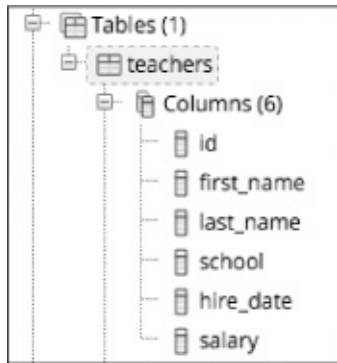 Tables (1)
teachers
Columns (6)
id
first_name
last_name
school
hire_date
salary